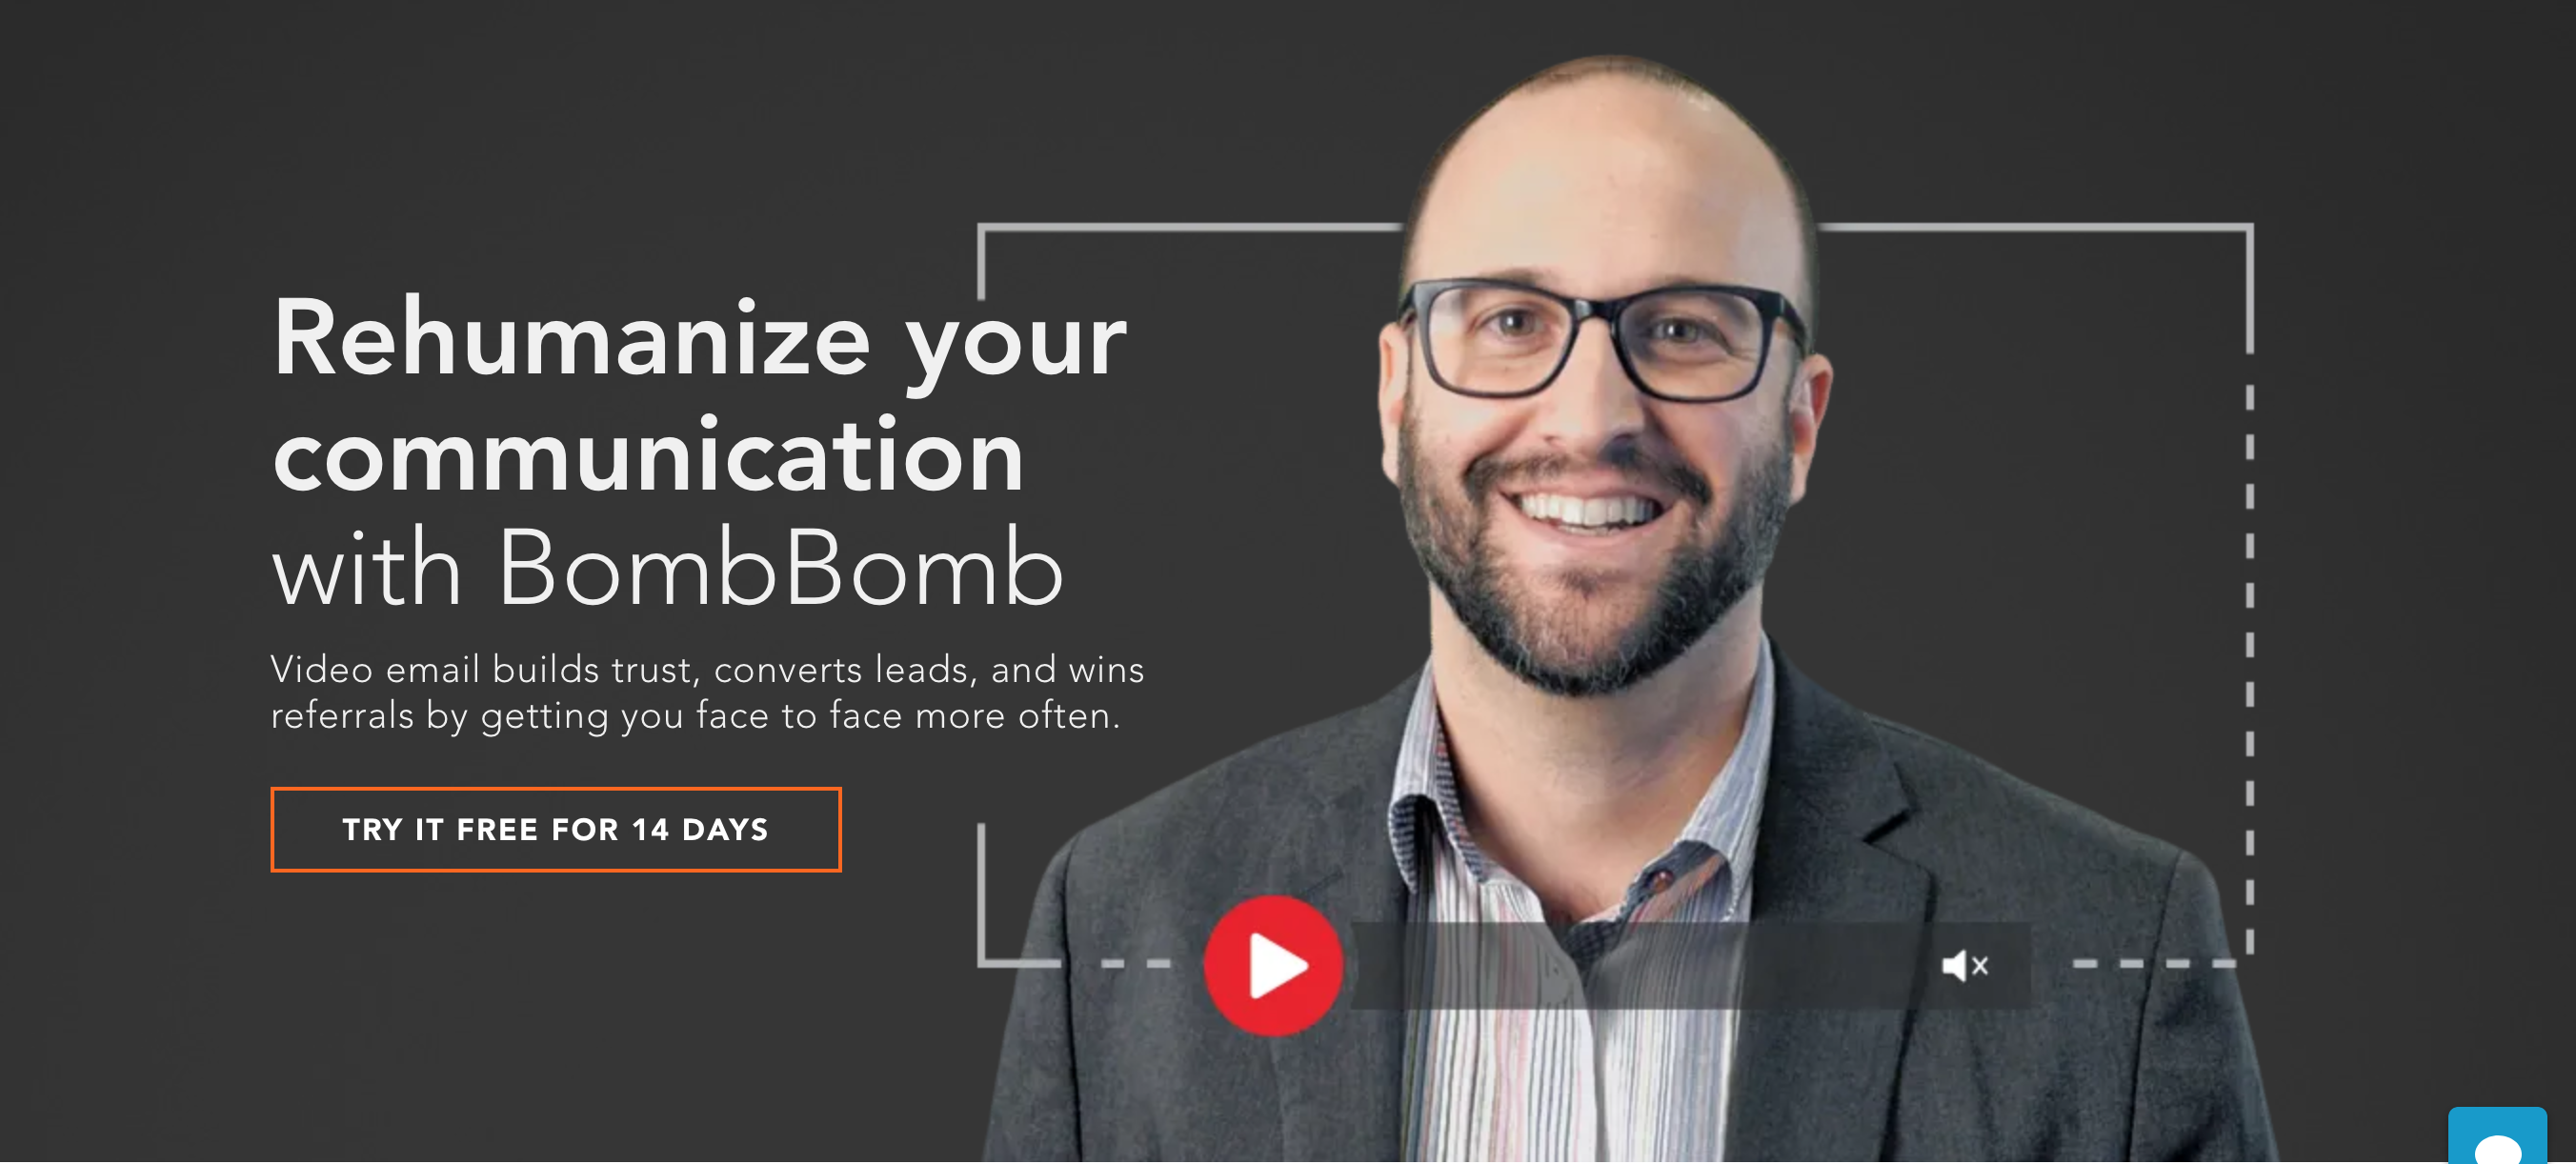 Rehumanize your
communication
with BombBomb
Video email builds trust, converts leads, and wins
referrals by getting you face to face more often.
TRY IT FREE FOR 14 DAYS